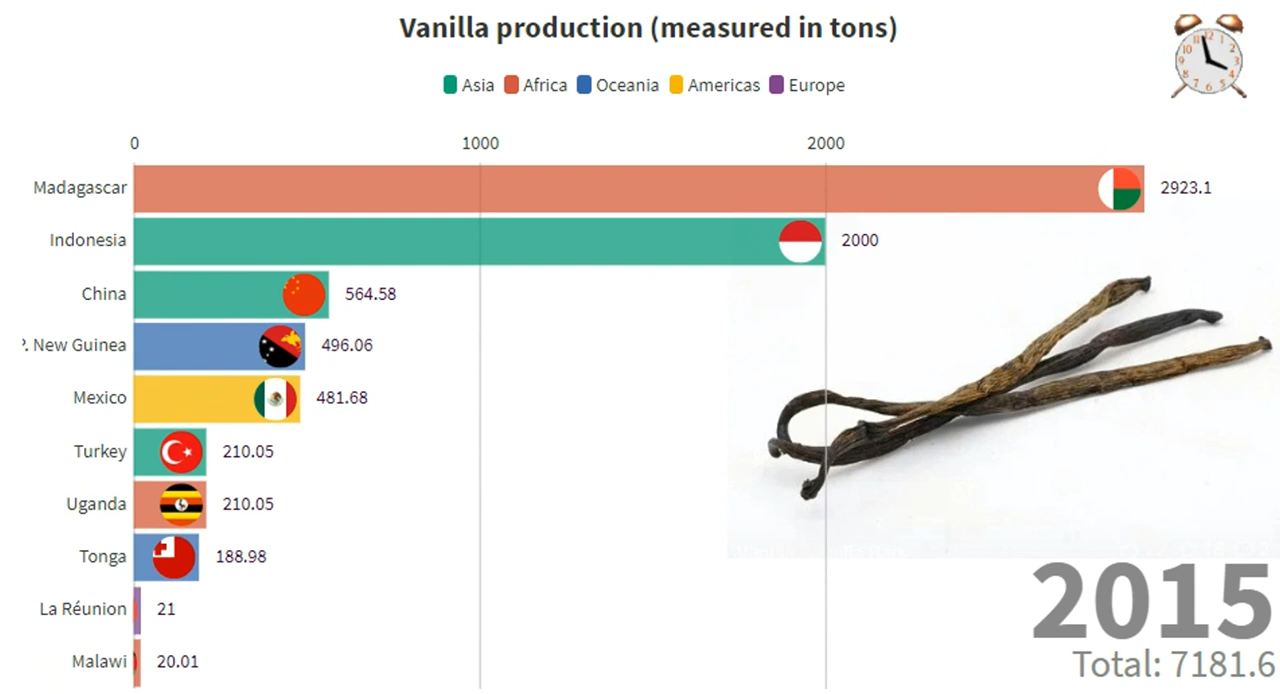 Vanilla production (measured in tons)
Asia Africa Oceania Americas Europe
0 1000 2000
Madagascar 2923.1
Indonesia 2000
China 564.58
. New Guinea 496.06
Mexico 481.68
Turkey 210.05
Uganda 210.05
Tonga 188.98
La Réunion 21
Malawi 20.01
2015
Total: 7181.6